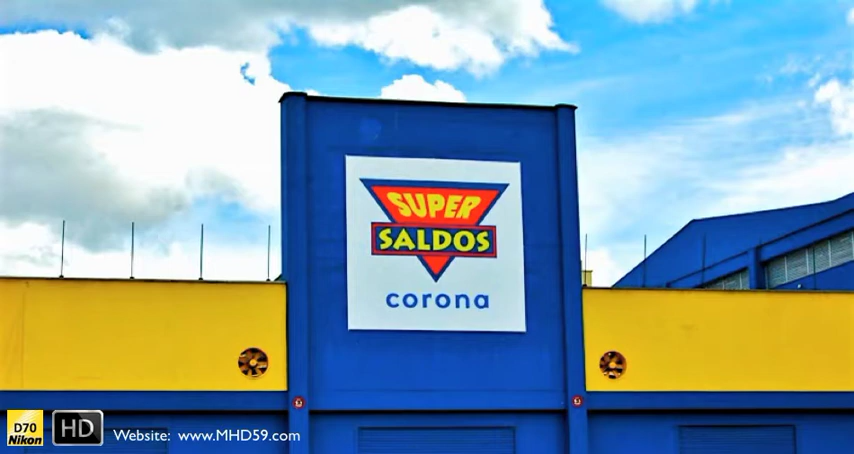 SUPER
SALDOS
corona
D70
Nikon
HD
Website: www.MHD59.com